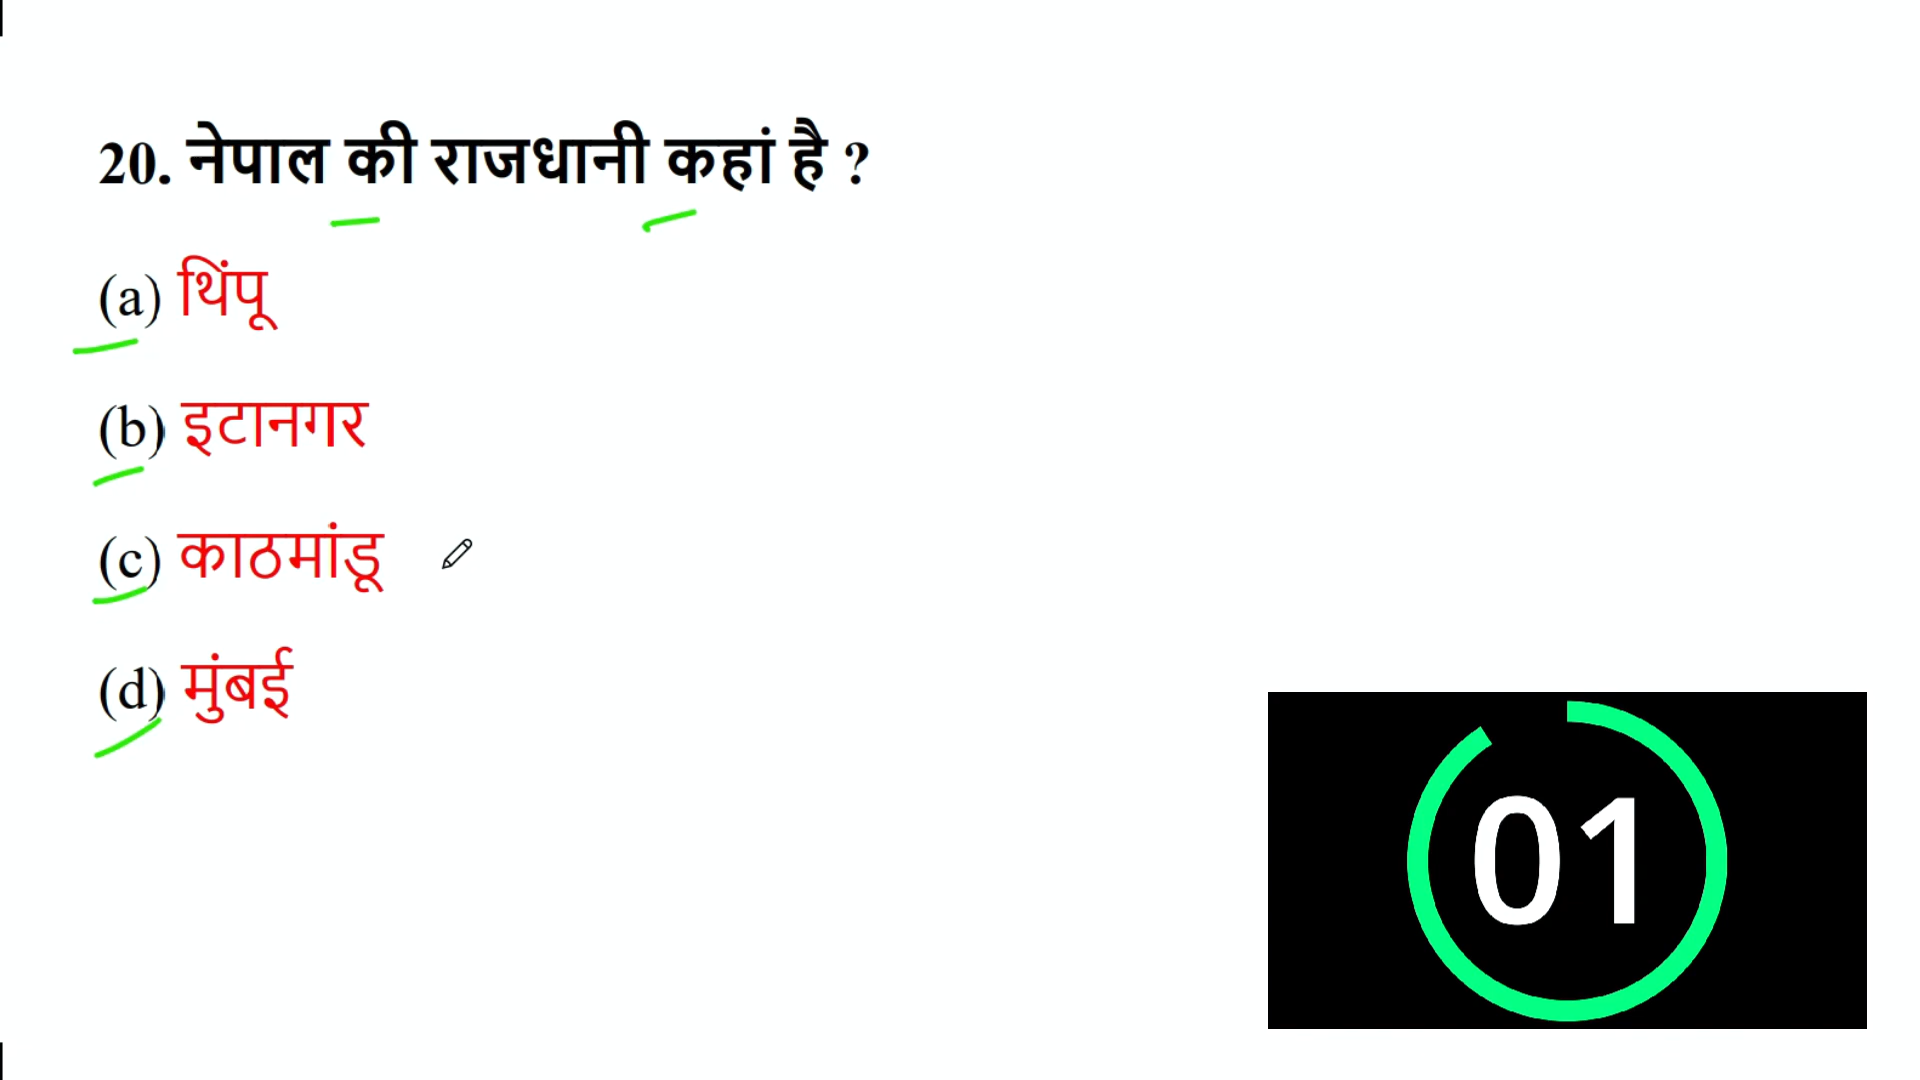 20. नेपाल की राजधानी कहां है ?
(a) थिंपू
(b) इटानगर
(c) काठमांडू
(d) मुंबई
01